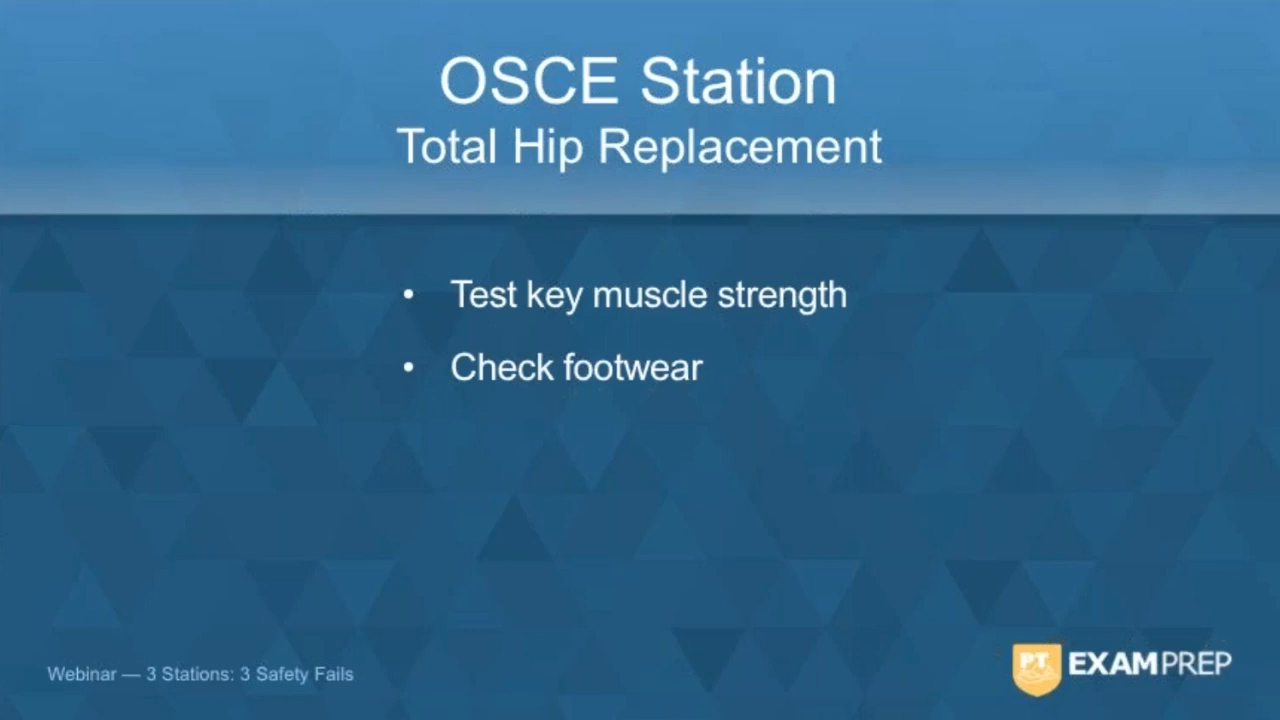 OSCE Station
Total Hip Replacement
• Test key muscle strength
• Check footwear
Webinar — 3 Stations: 3 Safety Fails
PT EXAMPREP